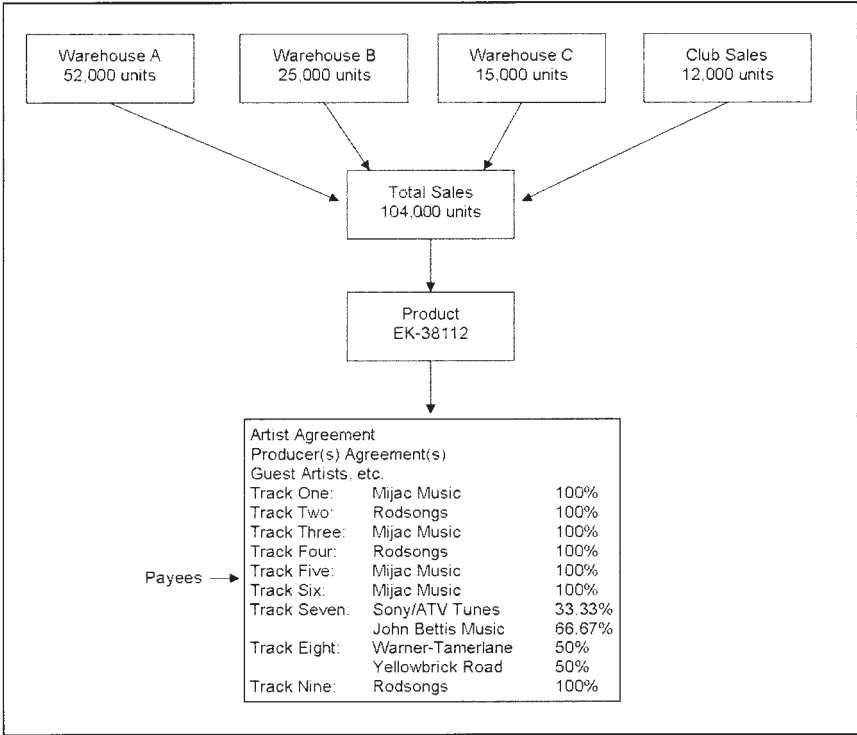 Warehouse A
52,000 units
Warehouse B
25,000 units
Warehouse C
15,000 units
Club Sales
12,000 units
Total Sales
104,000 units
Product
EK-38112
Payees
Artist Agreement
Producer(s) Agreement(s)
Guest Artists, etc.
Track One: Mijac Music 100%
Track Two: Rodsongs 100%
Track Three: Mijac Music 100%
Track Four: Rodsongs 100%
Track Five: Mijac Music 100%
Track Six: Mijac Music 100%
Track Seven: Sony/ATV Tunes 33.33%
John Bettis Music 66.67%
Track Eight: Warner-Tamerlane 50%
Yellowbrick Road 50%
Track Nine: Rodsongs 100%